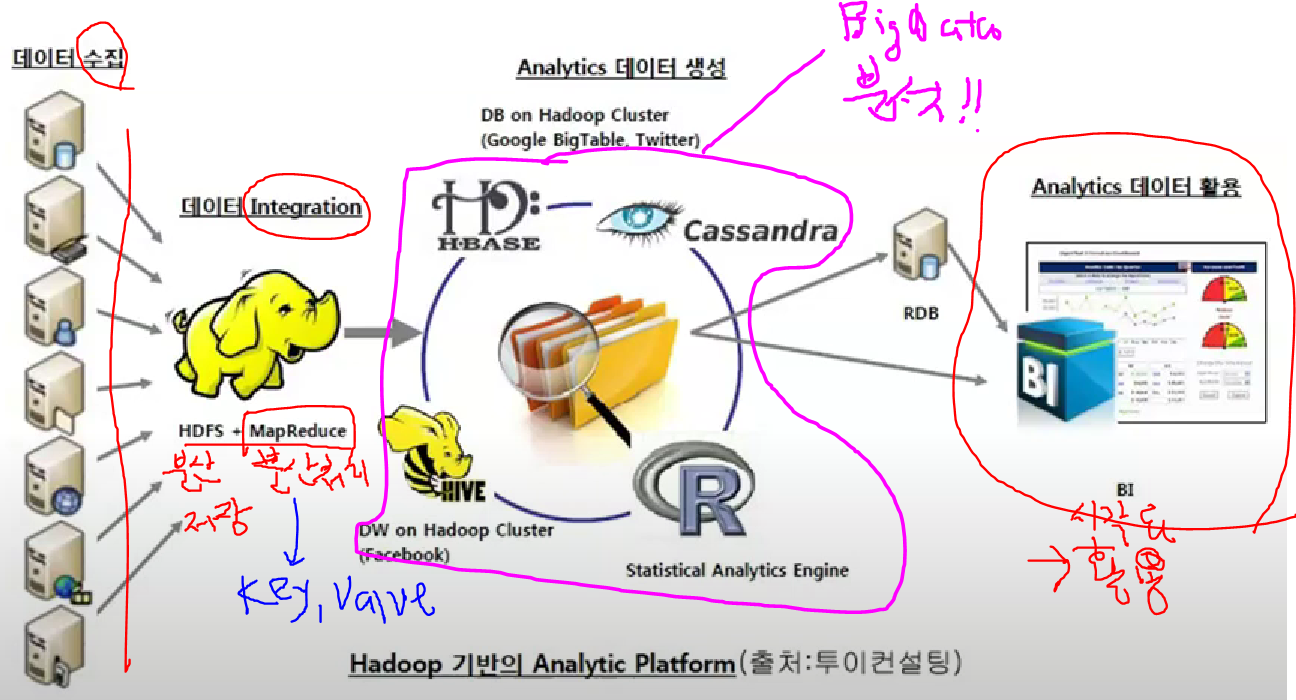 데이터 수집
BigData
분석!!
Analytics 데이터 생성
DB on Hadoop Cluster
(Google BigTable, Twitter)
Analytics 데이터 활용
데이터 Integration
H·BASE
Cassandra
RDB
BI
HDFS + MapReduce
분산 분산처리
저장
Key, Value
HIVE
DW on Hadoop Cluster
(Facebook)
R
Statistical Analytics Engine
BI
시각화
→ 활용
Hadoop 기반의 Analytic Platform(출처:투이컨설팅)